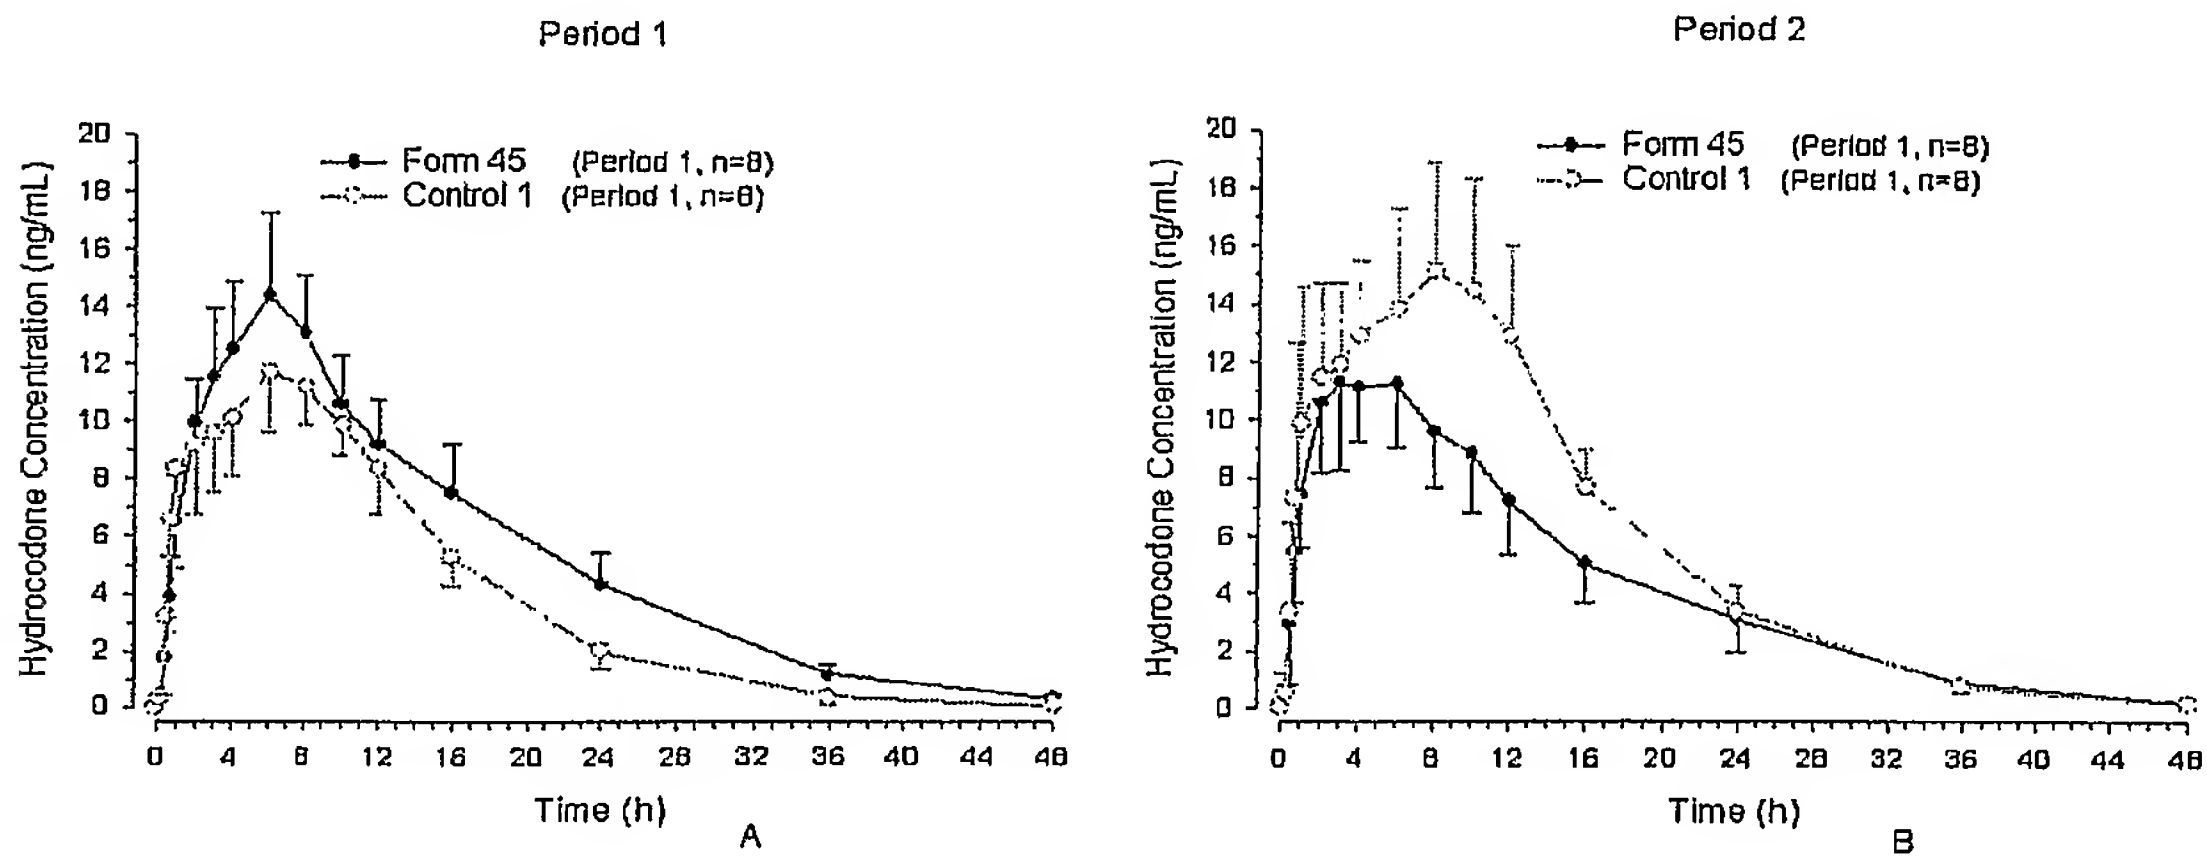 Period 1
20
18
16
14
12
10
8
6
4
2
0
Hydrocodone Concentration (ng/mL)
Form 45 (Period 1, n=8)
Control 1 (Period 1, n=8)
0 4 8 12 16 20 24 28 32 36 40 44 48
Time (h)
A
Period 2
20
18
16
14
12
10
8
6
4
2
0
Hydrocodone Concentration (ng/mL)
Form 45 (Period 1, n=8)
Control 1 (Period 1, n=8)
0 4 8 12 16 20 24 28 32 36 40 44 48
Time (h)
B